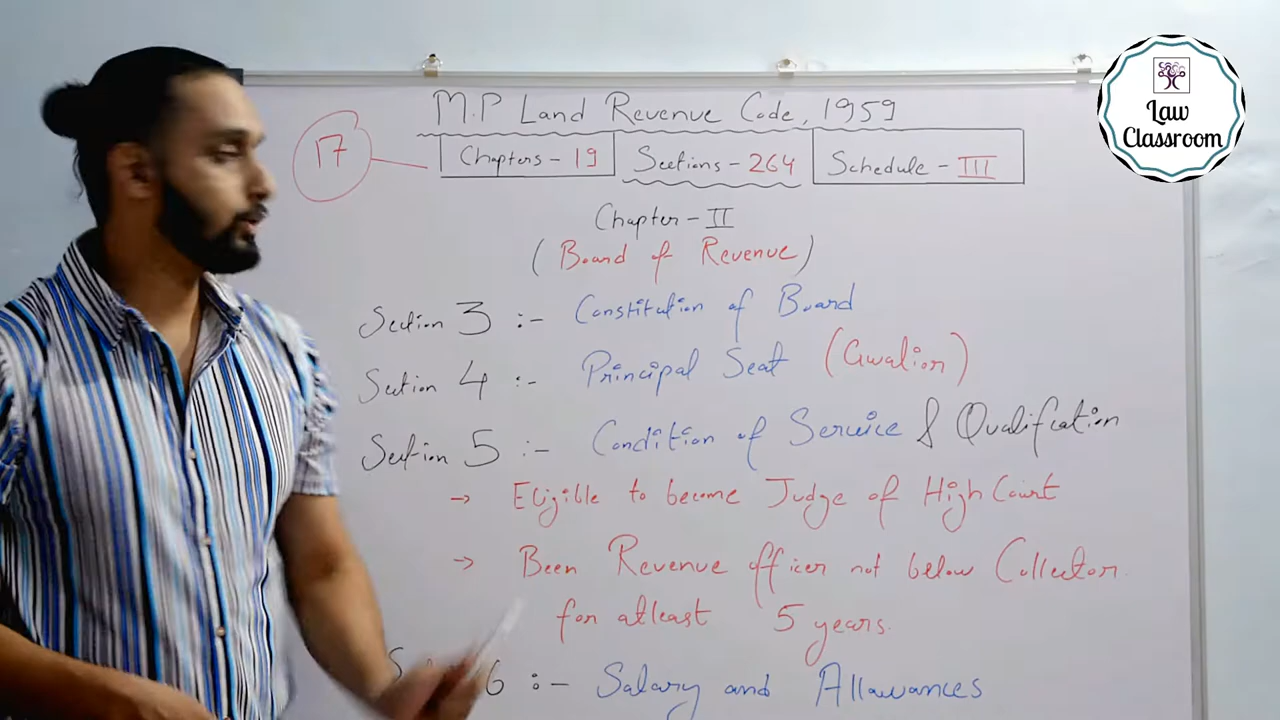 M.P Land Revenue Code, 1959
17
Chapters - 19 Sections - 264 Schedule - III
Chapter - II
(Board of Revenue)
Section 3 :- Constitution of Board
Section 4 :- Principal Seat (Gwalior)
Section 5 :- Condition of Service & Qualification
→ Eligible to become Judge of High Court
→ Been Revenue officer not below Collector
for atleast 5 years.
6 :- Salary and Allowances
Law
Classroom